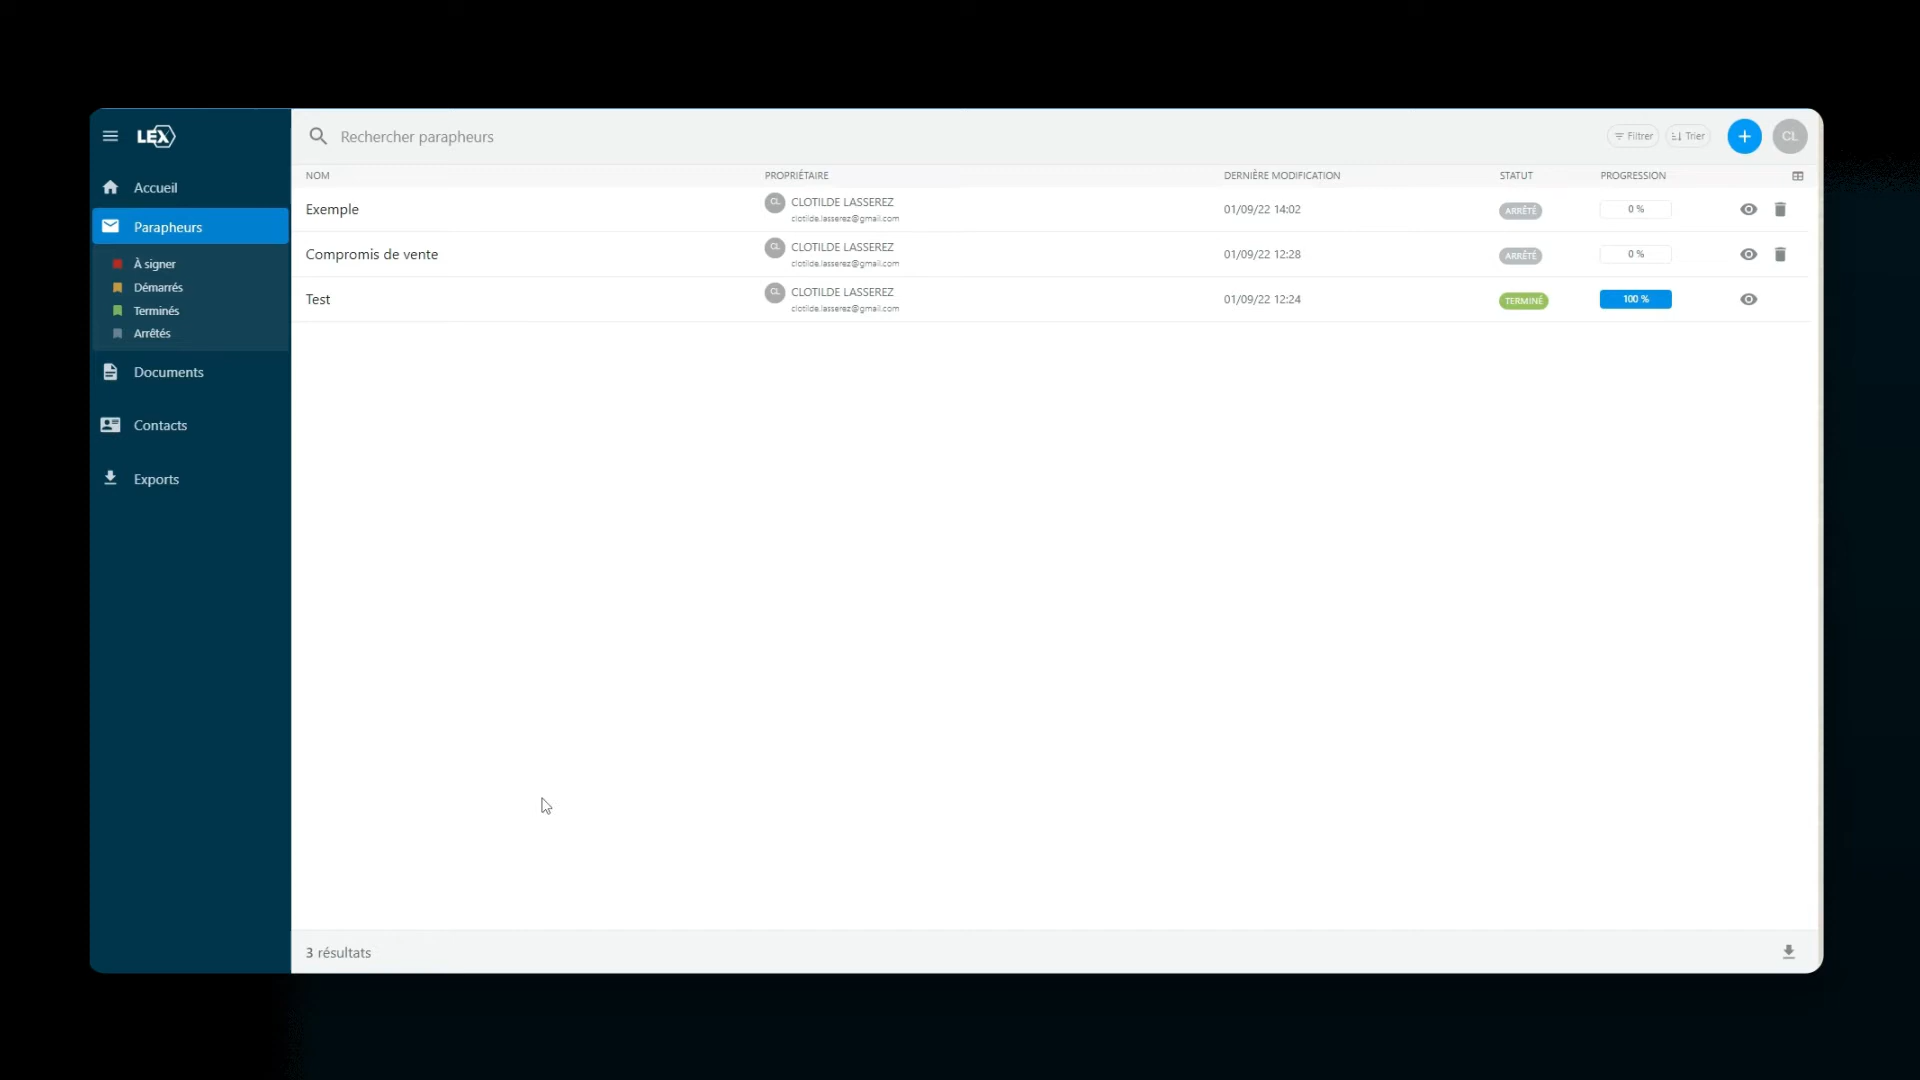 LEX
Rechercher parapheurs
Filtrer
Trier
CL
Accueil
Parapheurs
À signer
Démarrés
Terminés
Arrêtés
Documents
Contacts
Exports
NOM
PROPRIÉTAIRE
DERNIÈRE MODIFICATION
STATUT
PROGRESSION
Exemple
CL
CLOTILDE LASSEREZ
clotilde.lasserez@gmail.com
01/09/22 14:02
ARRÊTÉ
0 %
Compromis de vente
CL
CLOTILDE LASSEREZ
clotilde.lasserez@gmail.com
01/09/22 12:28
ARRÊTÉ
0 %
Test
CL
CLOTILDE LASSEREZ
clotilde.lasserez@gmail.com
01/09/22 12:24
TERMINÉ
100 %
3 résultats